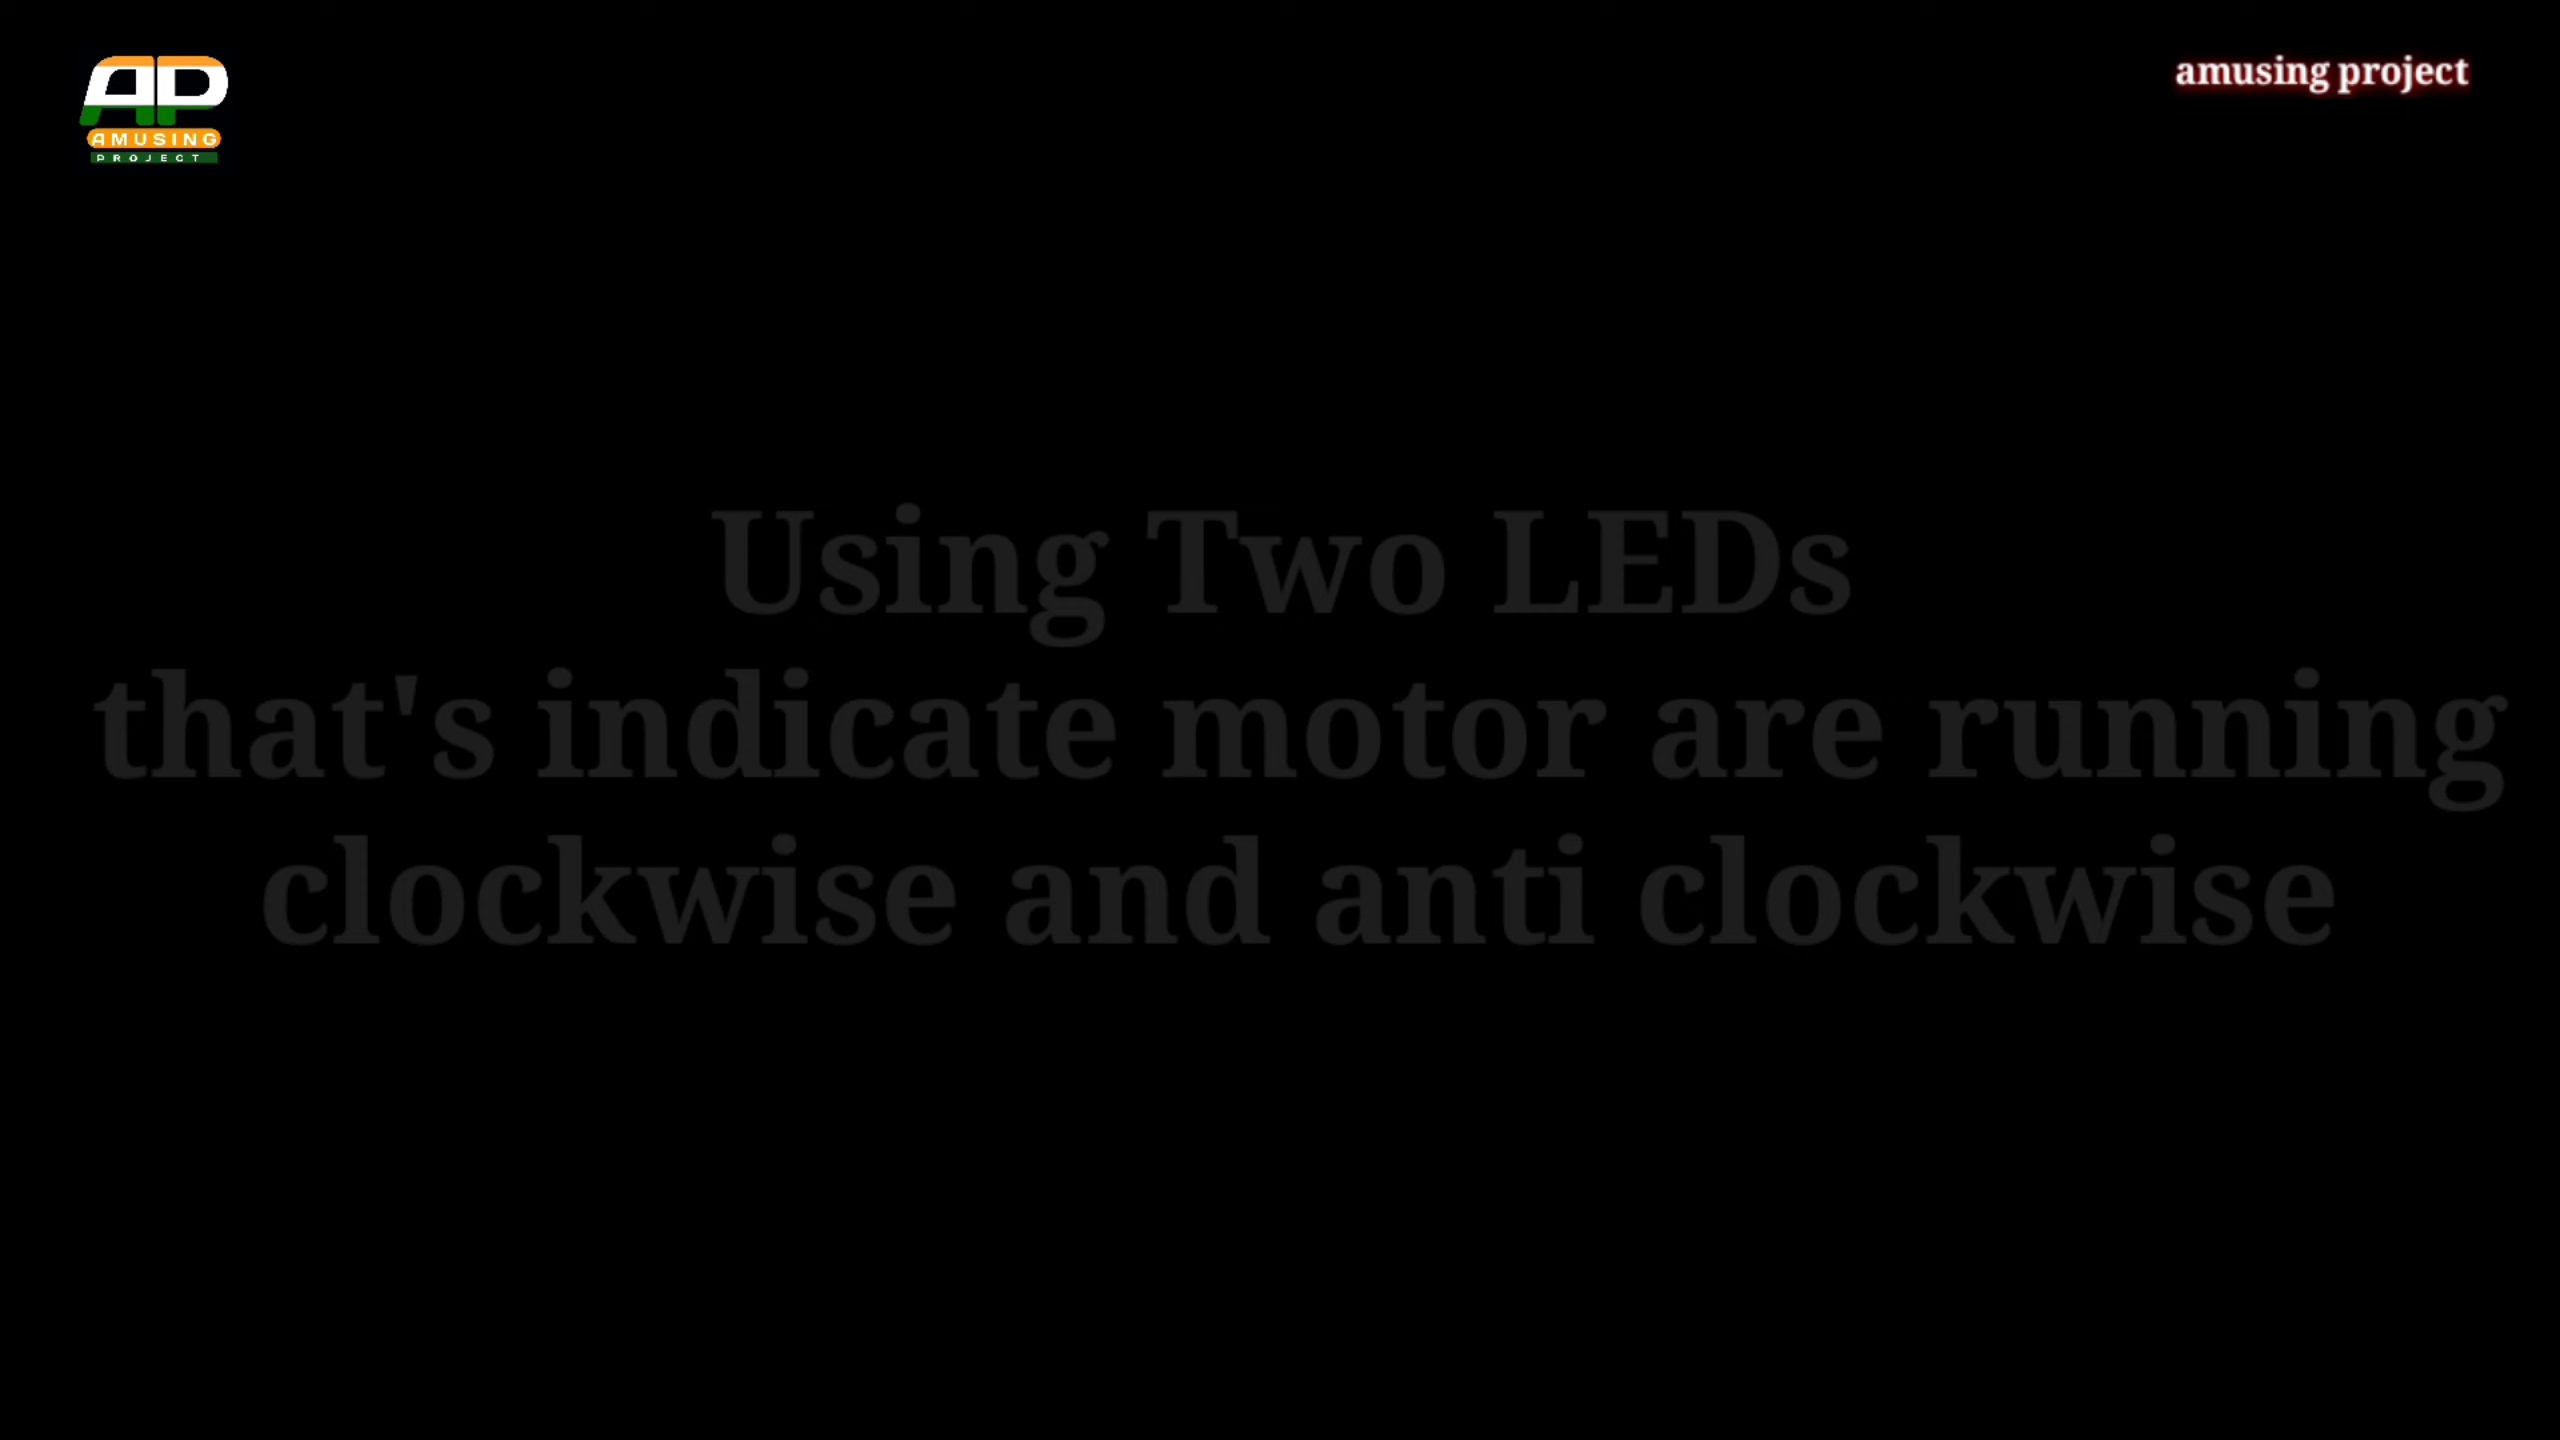 AP
AMUSING
PROJECT
amusing project
Using Two LEDs
that's indicate motor are running
clockwise and anti clockwise